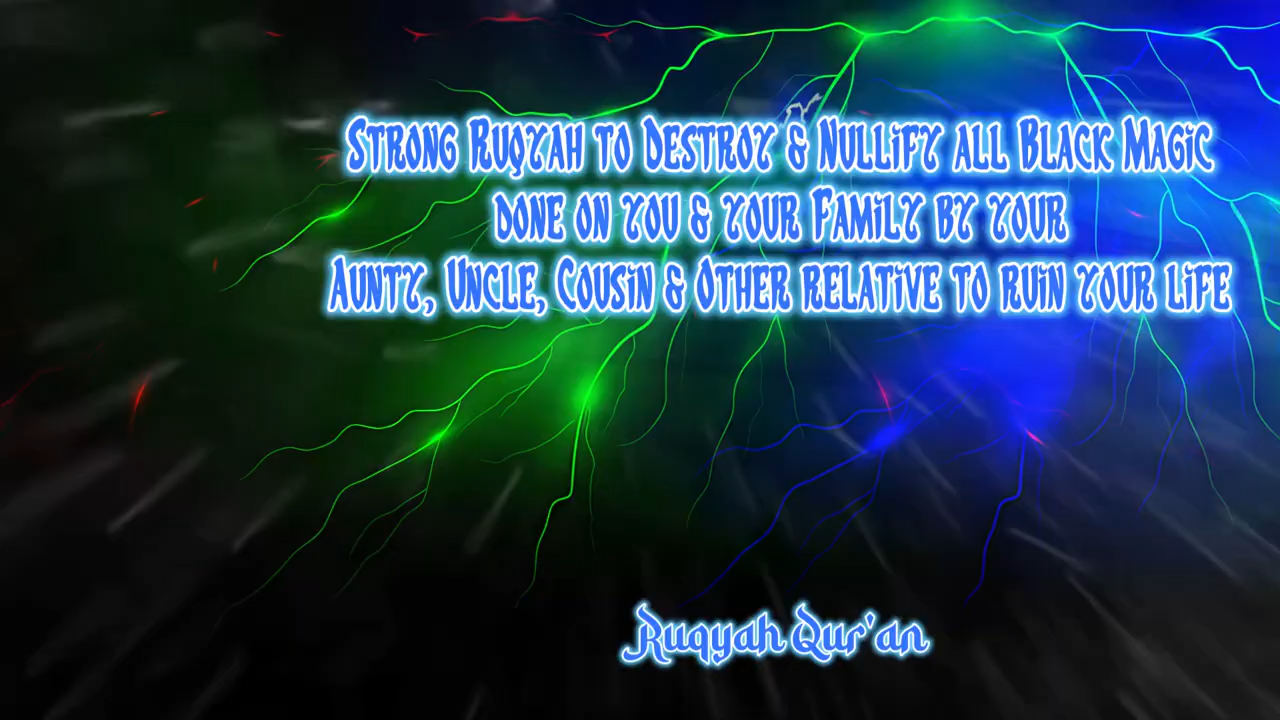 Strong Ruqyah to Destroy & Nullify all Black Magic
done on you & your Family by your
Aunty, Uncle, Cousin & Other relative to ruin your life
Ruqyah Qur'an